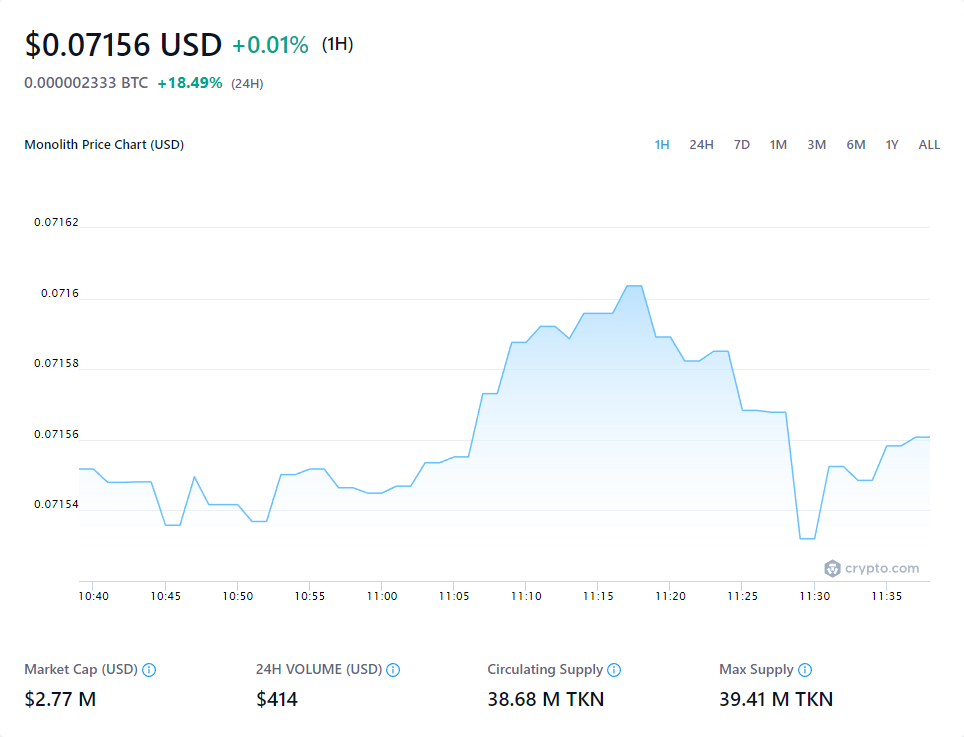 $0.07156 USD +0.01% (1H)
0.000002333 BTC +18.49% (24H)
Monolith Price Chart (USD)
1H 24H 7D 1M 3M 6M 1Y ALL
0.07162
0.0716
0.07158
0.07156
0.07154
crypto.com
10:40 10:45 10:50 10:55 11:00 11:05 11:10 11:15 11:20 11:25 11:30 11:35
Market Cap (USD) 24H VOLUME (USD) Circulating Supply Max Supply
$2.77 M $414 38.68 M TKN 39.41 M TKN